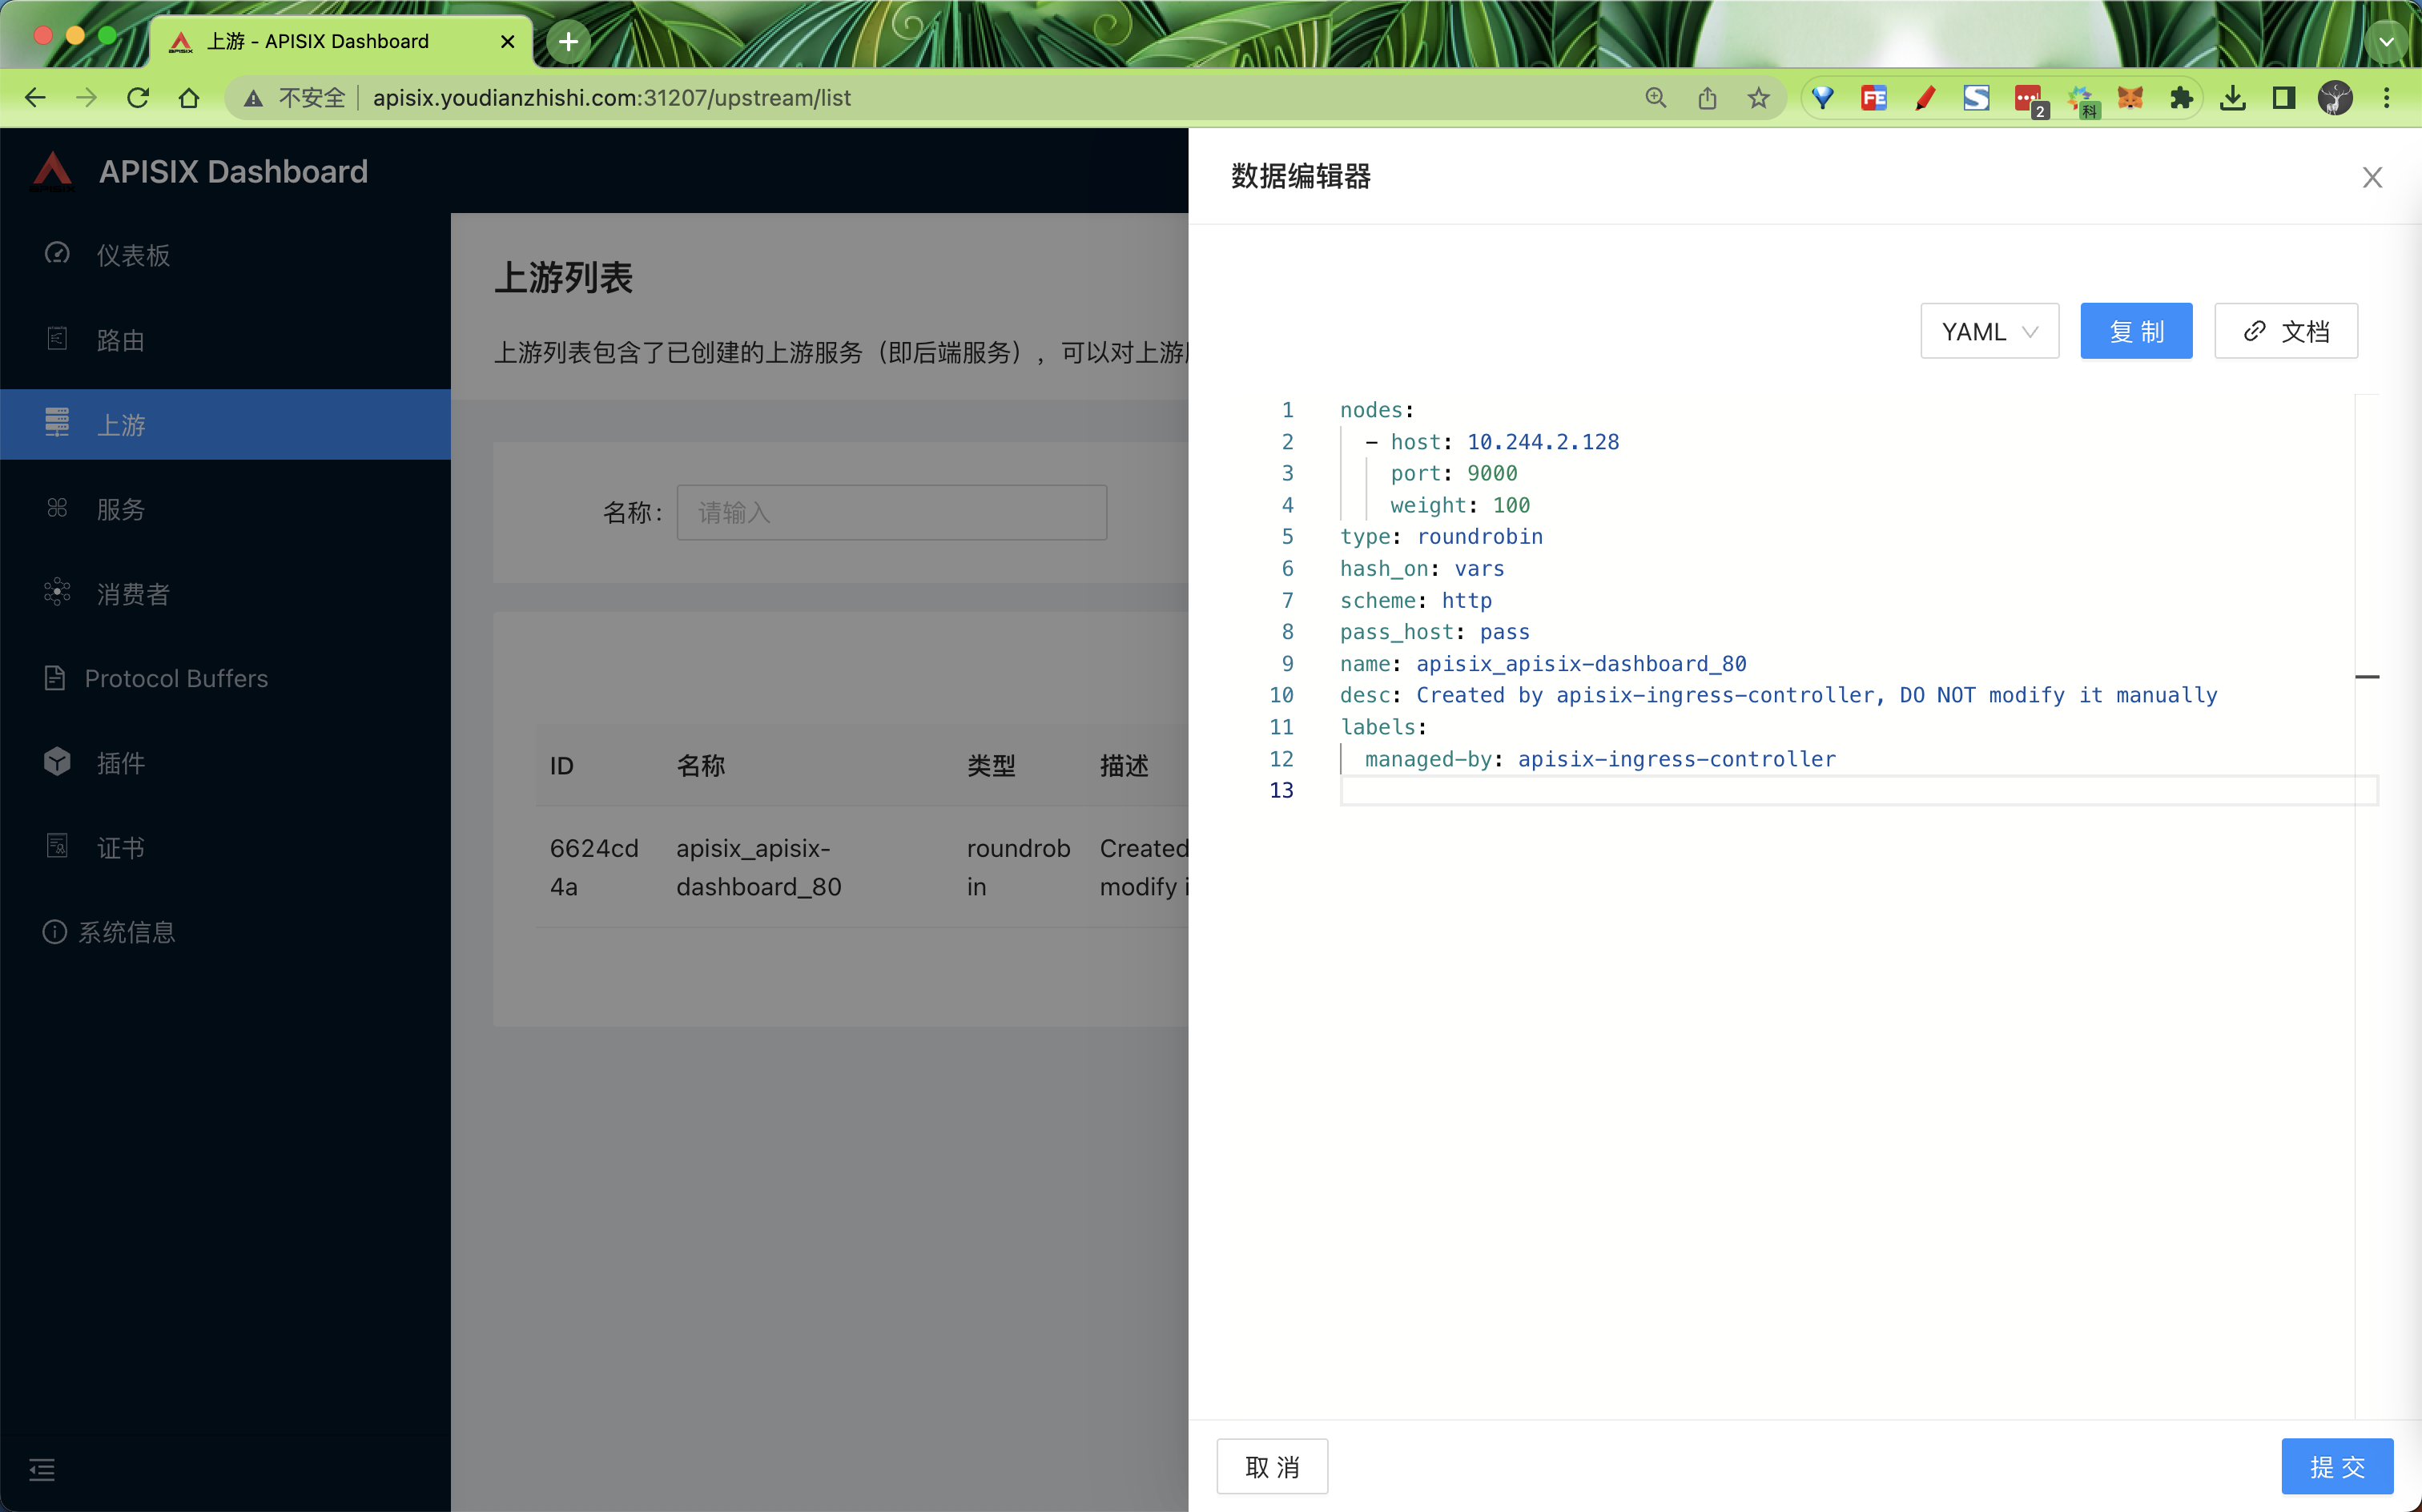 上游 - APISIX Dashboard
不安全
apisix.youdianzhishi.com:31207/upstream/list
FE
2
科
APISIX Dashboard
仪表板
路由
上游
服务
消费者
Protocol Buffers
插件
证书
系统信息
上游列表
上游列表包含了已创建的上游服务（即后端服务），可以对上游
名称：
请输入
ID 名称 类型 描述
6624cd
4a
apisix_apisix-
dashboard_80
roundrob
in
Created
modify i
数据编辑器
YAML
复 制
文档
1 nodes:
2 - host: 10.244.2.128
3 port: 9000
4 weight: 100
5 type: roundrobin
6 hash_on: vars
7 scheme: http
8 pass_host: pass
9 name: apisix_apisix-dashboard_80
10 desc: Created by apisix-ingress-controller, DO NOT modify it manually
11 labels:
12 managed-by: apisix-ingress-controller
13
取 消
提 交